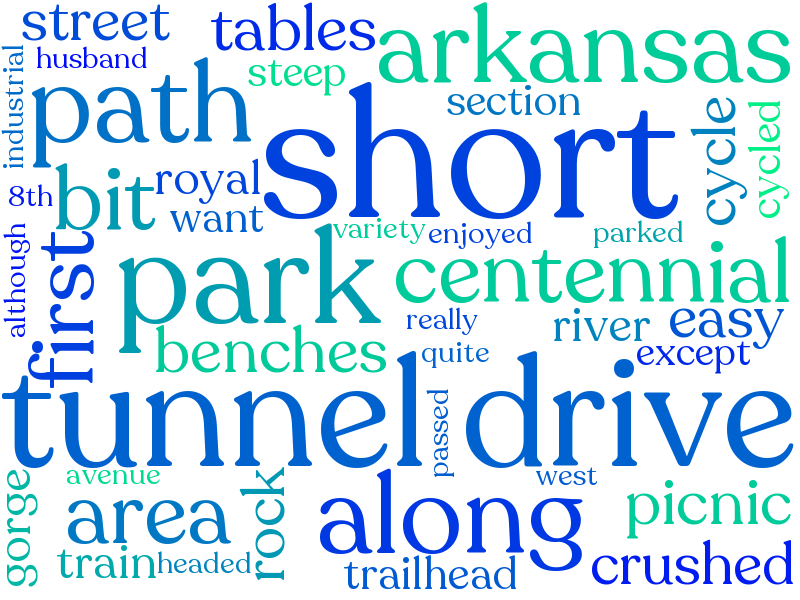 street
tables
arkansas
husband
steep
industrial
path
section
short
cycle
cycled
8th
bit
royal
want
variety
enjoyed
parked
although
first
park
centennial
really
river
easy
benches
quite
except
tunnel
drive
passed
gorge
avenue
west
area
rock
along
picnic
train
headed
trailhead
crushed